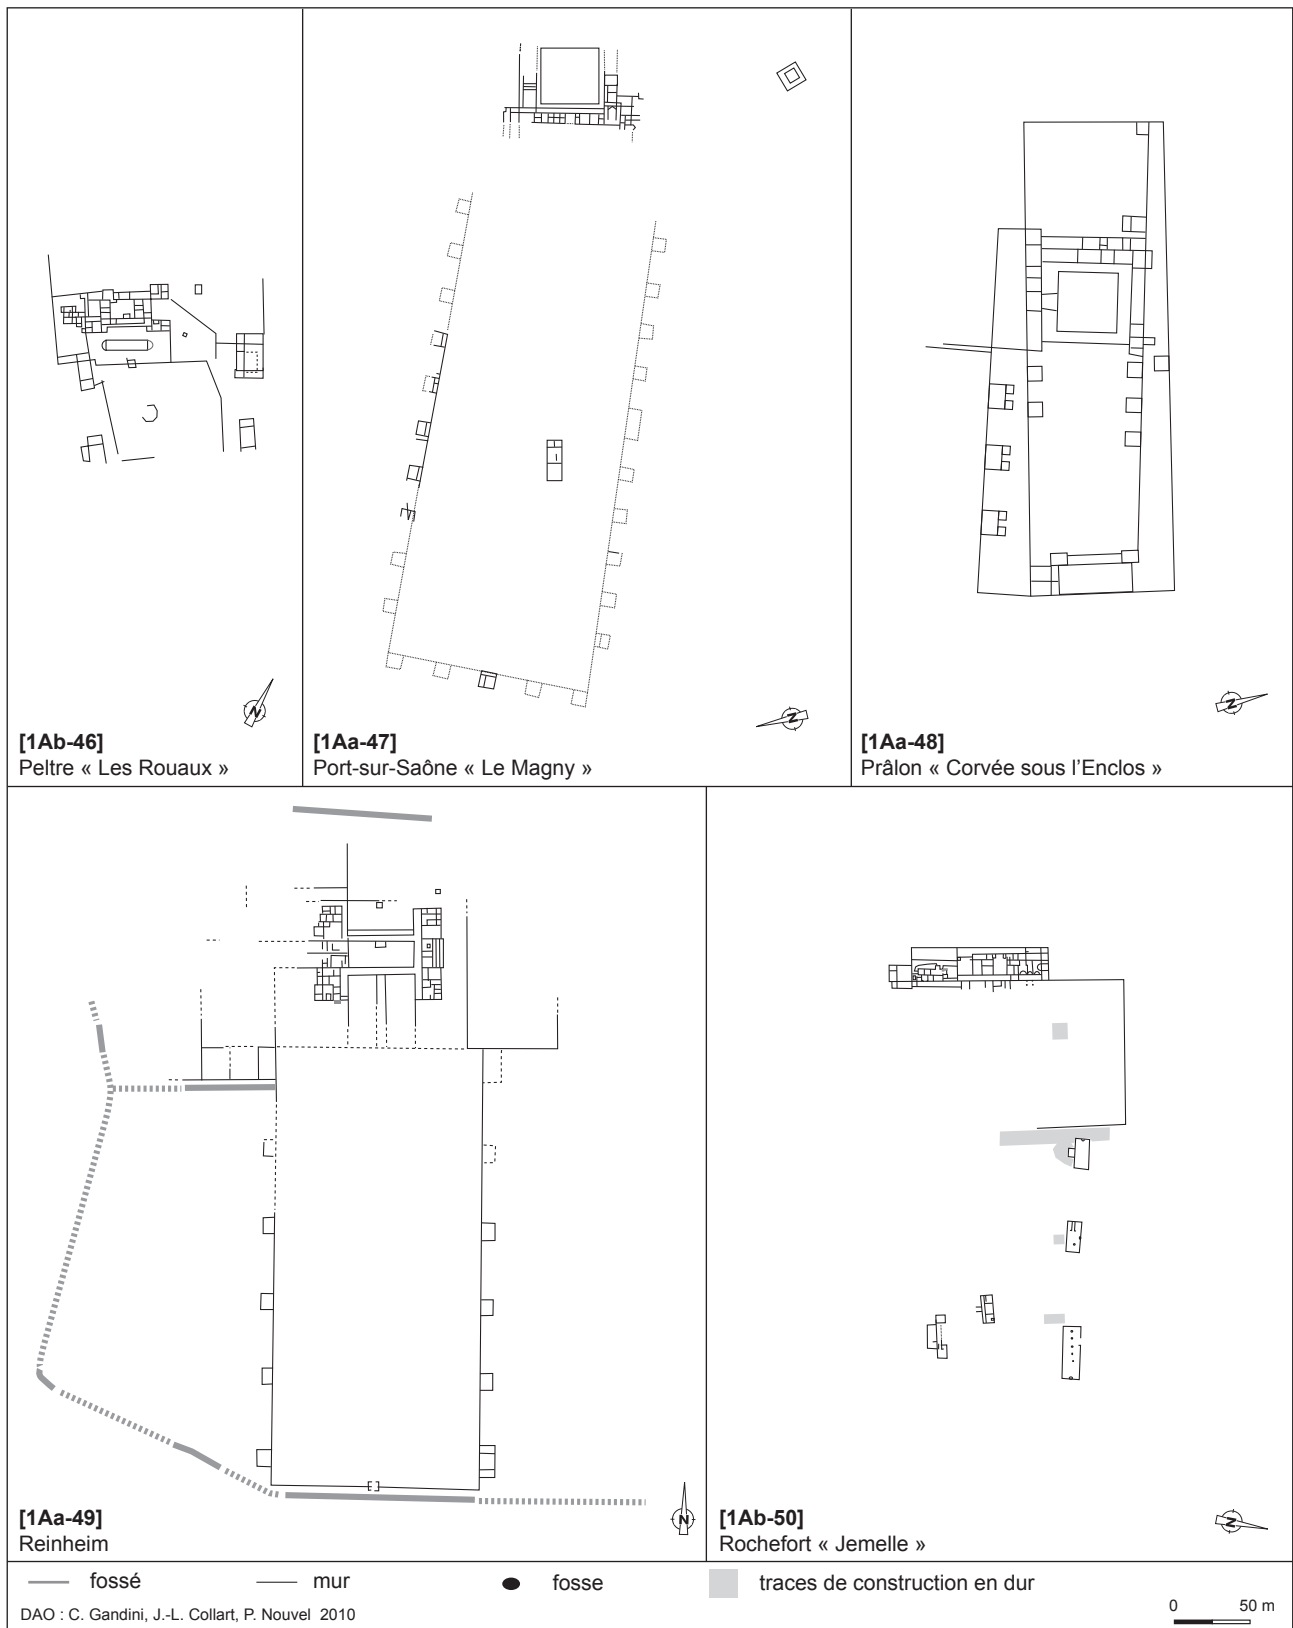 [1Ab-46]
Peltre « Les Rouaux »
N
[1Aa-47]
Port-sur-Saône « Le Magny »
N
[1Aa-48]
Prâlon « Corvée sous l’Enclos »
N
[1Aa-49]
Reinheim
N
[1Ab-50]
Rochefort « Jemelle »
N
fossé mur fosse traces de construction en dur
DAO : C. Gandini, J.-L. Collart, P. Nouvel 2010
0 50 m